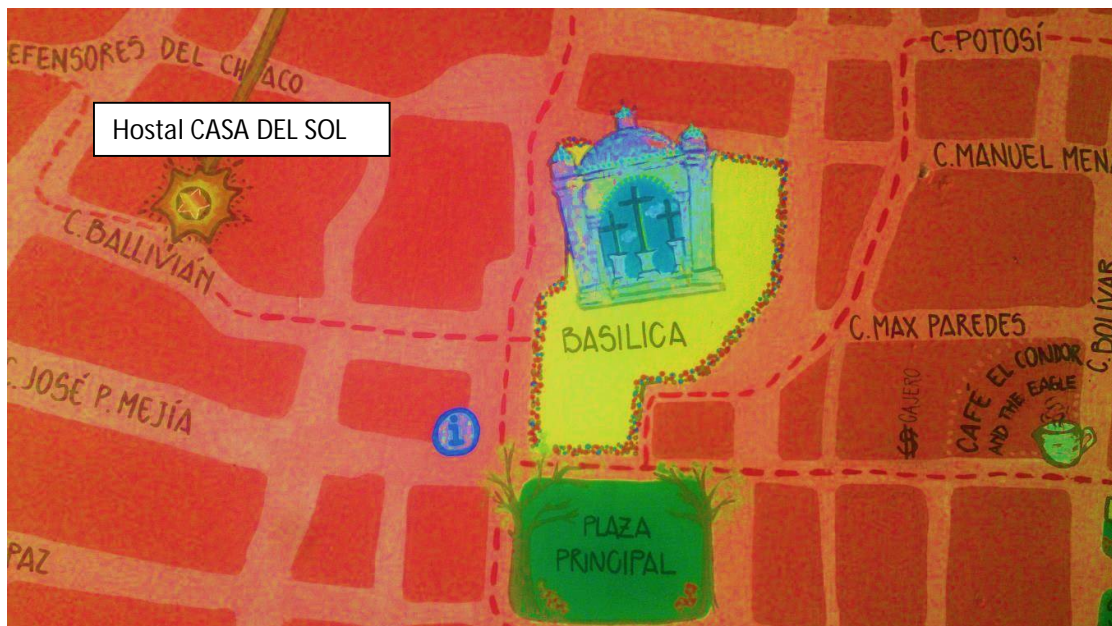 C. POTOSÍ
EFENSORES DEL CHACO
Hostal CASA DEL SOL
C. MANUEL MEN
C. BALLIVIÁN
C. BOLÍVAR
C. MAX PAREDES
BASILICA
C. JOSÉ P. MEJÍA
CAFÉ EL CONDOR
AND THE EAGLE
$ CAJERO
i
PLAZA
PRINCIPAL
PAZ